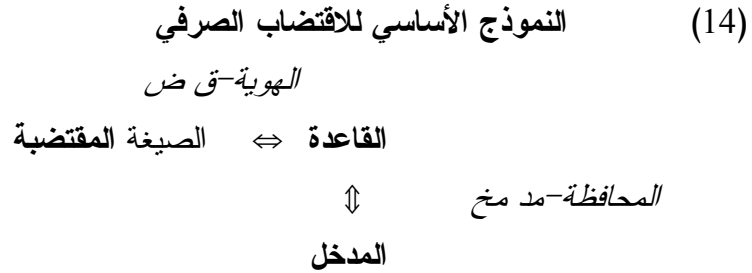 (14) النموذج الأساسي للاقتضاب الصرفي
الهوية-ق ض
القاعدة ⇔ الصيغة المقتضبة
⇕ المحافظة-مد مخ
المدخل